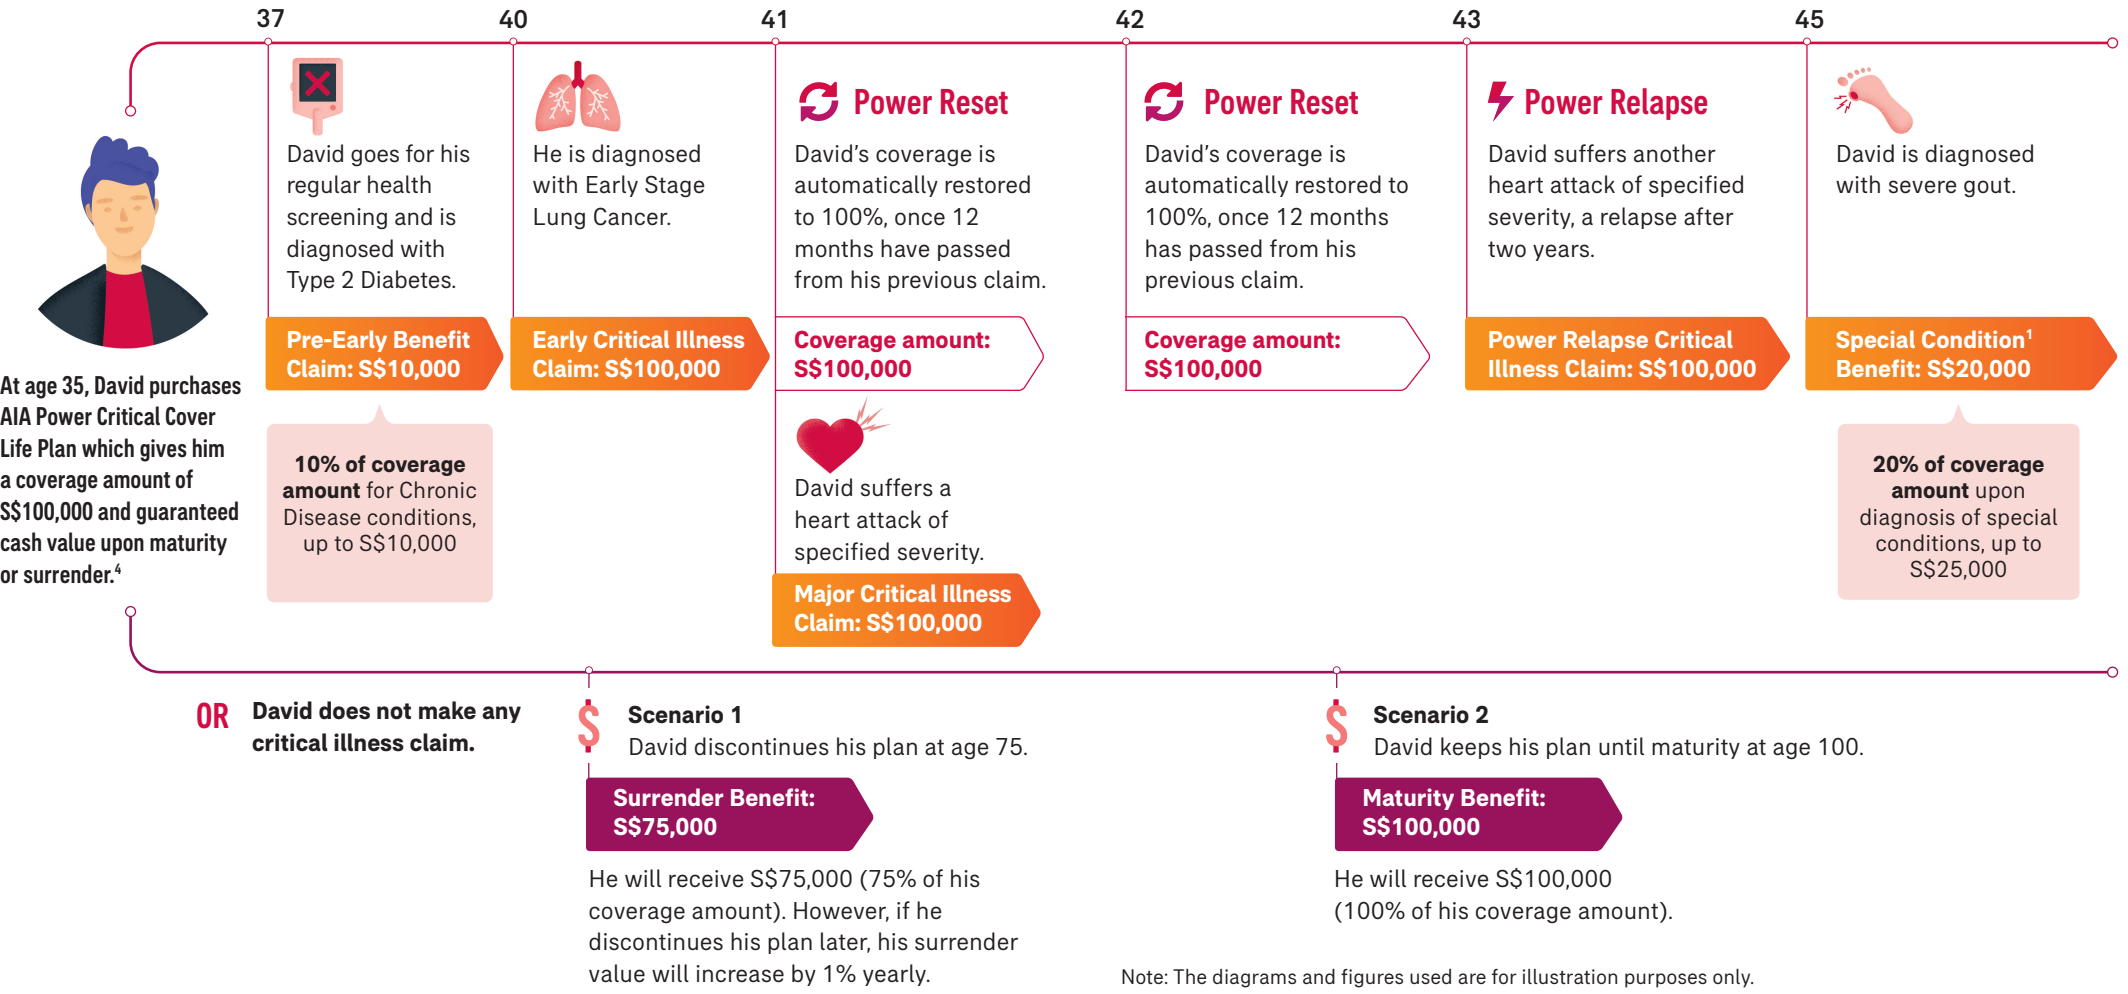 37
40
41
42
43
45
At age 35, David purchases
AIA Power Critical Cover
Life Plan which gives him
a coverage amount of
S$100,000 and guaranteed
cash value upon maturity
or surrender.4
David goes for his
regular health
screening and is
diagnosed with
Type 2 Diabetes.
Pre-Early Benefit
Claim: S$10,000
10% of coverage
amount for Chronic
Disease conditions,
up to S$10,000
He is diagnosed
with Early Stage
Lung Cancer.
Early Critical Illness
Claim: S$100,000
Power Reset
David's coverage is
automatically restored
to 100%, once 12
months have passed
from his previous claim.
Coverage amount:
S$100,000
David suffers a
heart attack of
specified severity.
Major Critical Illness
Claim: S$100,000
Power Reset
David's coverage is
automatically restored to
100%, once 12 months
has passed from his
previous claim.
Coverage amount:
S$100,000
Power Relapse
David suffers another
heart attack of specified
severity, a relapse after
two years.
Power Relapse Critical
Illness Claim: S$100,000
David is diagnosed
with severe gout.
Special Condition1
Benefit: S$20,000
20% of coverage
amount upon
diagnosis of special
conditions, up to
S$25,000
OR
David does not make any
critical illness claim.
$
Scenario 1
David discontinues his plan at age 75.
Surrender Benefit:
S$75,000
He will receive S$75,000 (75% of his
coverage amount). However, if he
discontinues his plan later, his surrender
value will increase by 1% yearly.
$
Scenario 2
David keeps his plan until maturity at age 100.
Maturity Benefit:
S$100,000
He will receive S$100,000
(100% of his coverage amount).
Note: The diagrams and figures used are for illustration purposes only.